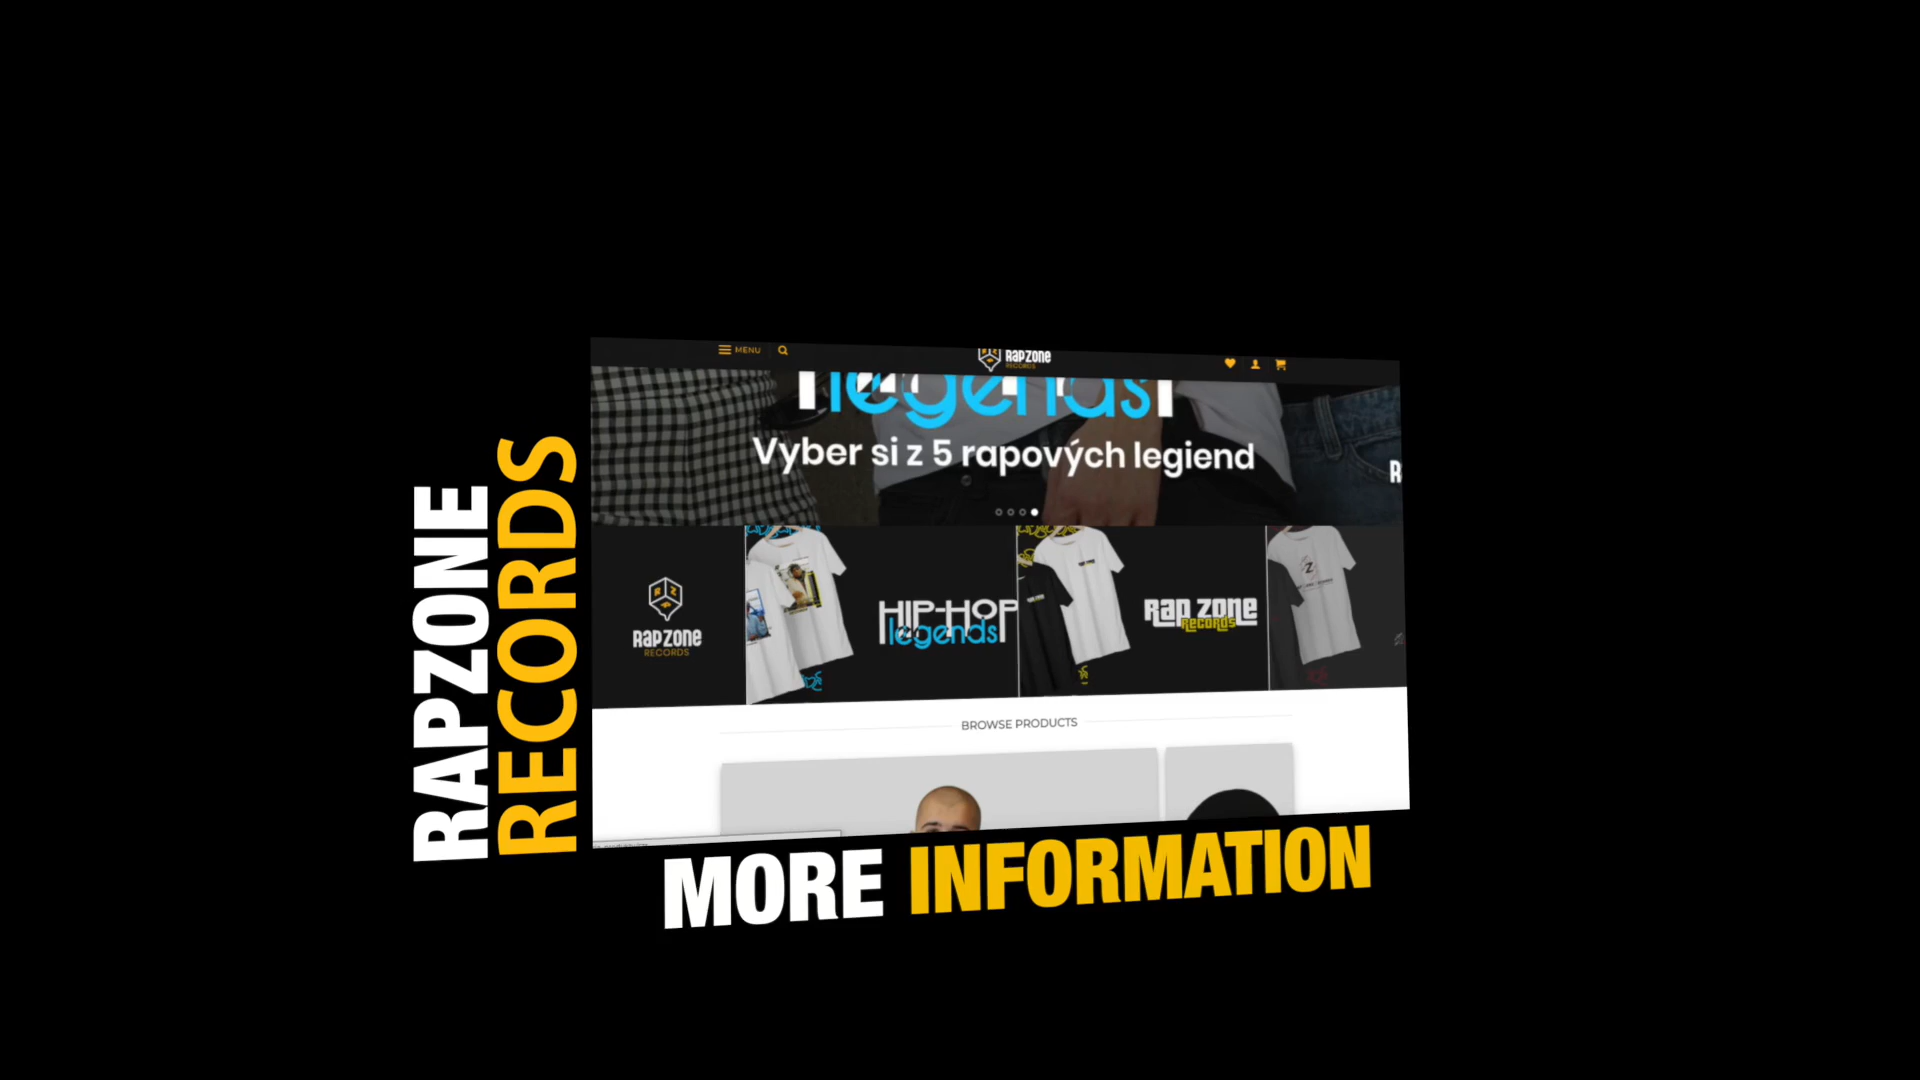 RAPZONE
RECORDS
MENU
RAPZONE
RECORDS
legends
Vyber si z 5 rapových legiend
RAPZONE
RECORDS
HIP-HOP
legends
Rap Zone
Records
BROWSE PRODUCTS
MORE INFORMATION